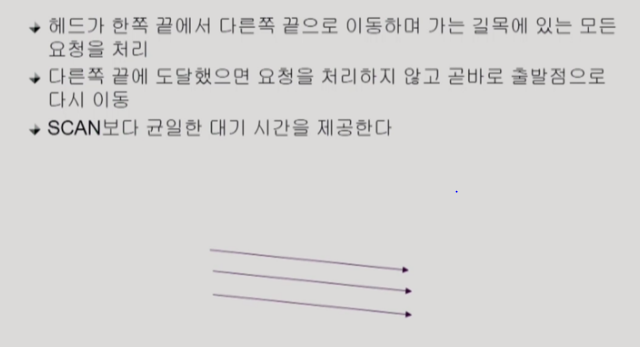 헤드가 한쪽 끝에서 다른쪽 끝으로 이동하며 가는 길목에 있는 모든
요청을 처리
다른쪽 끝에 도달했으면 요청을 처리하지 않고 곧바로 출발점으로
다시 이동
SCAN보다 균일한 대기 시간을 제공한다